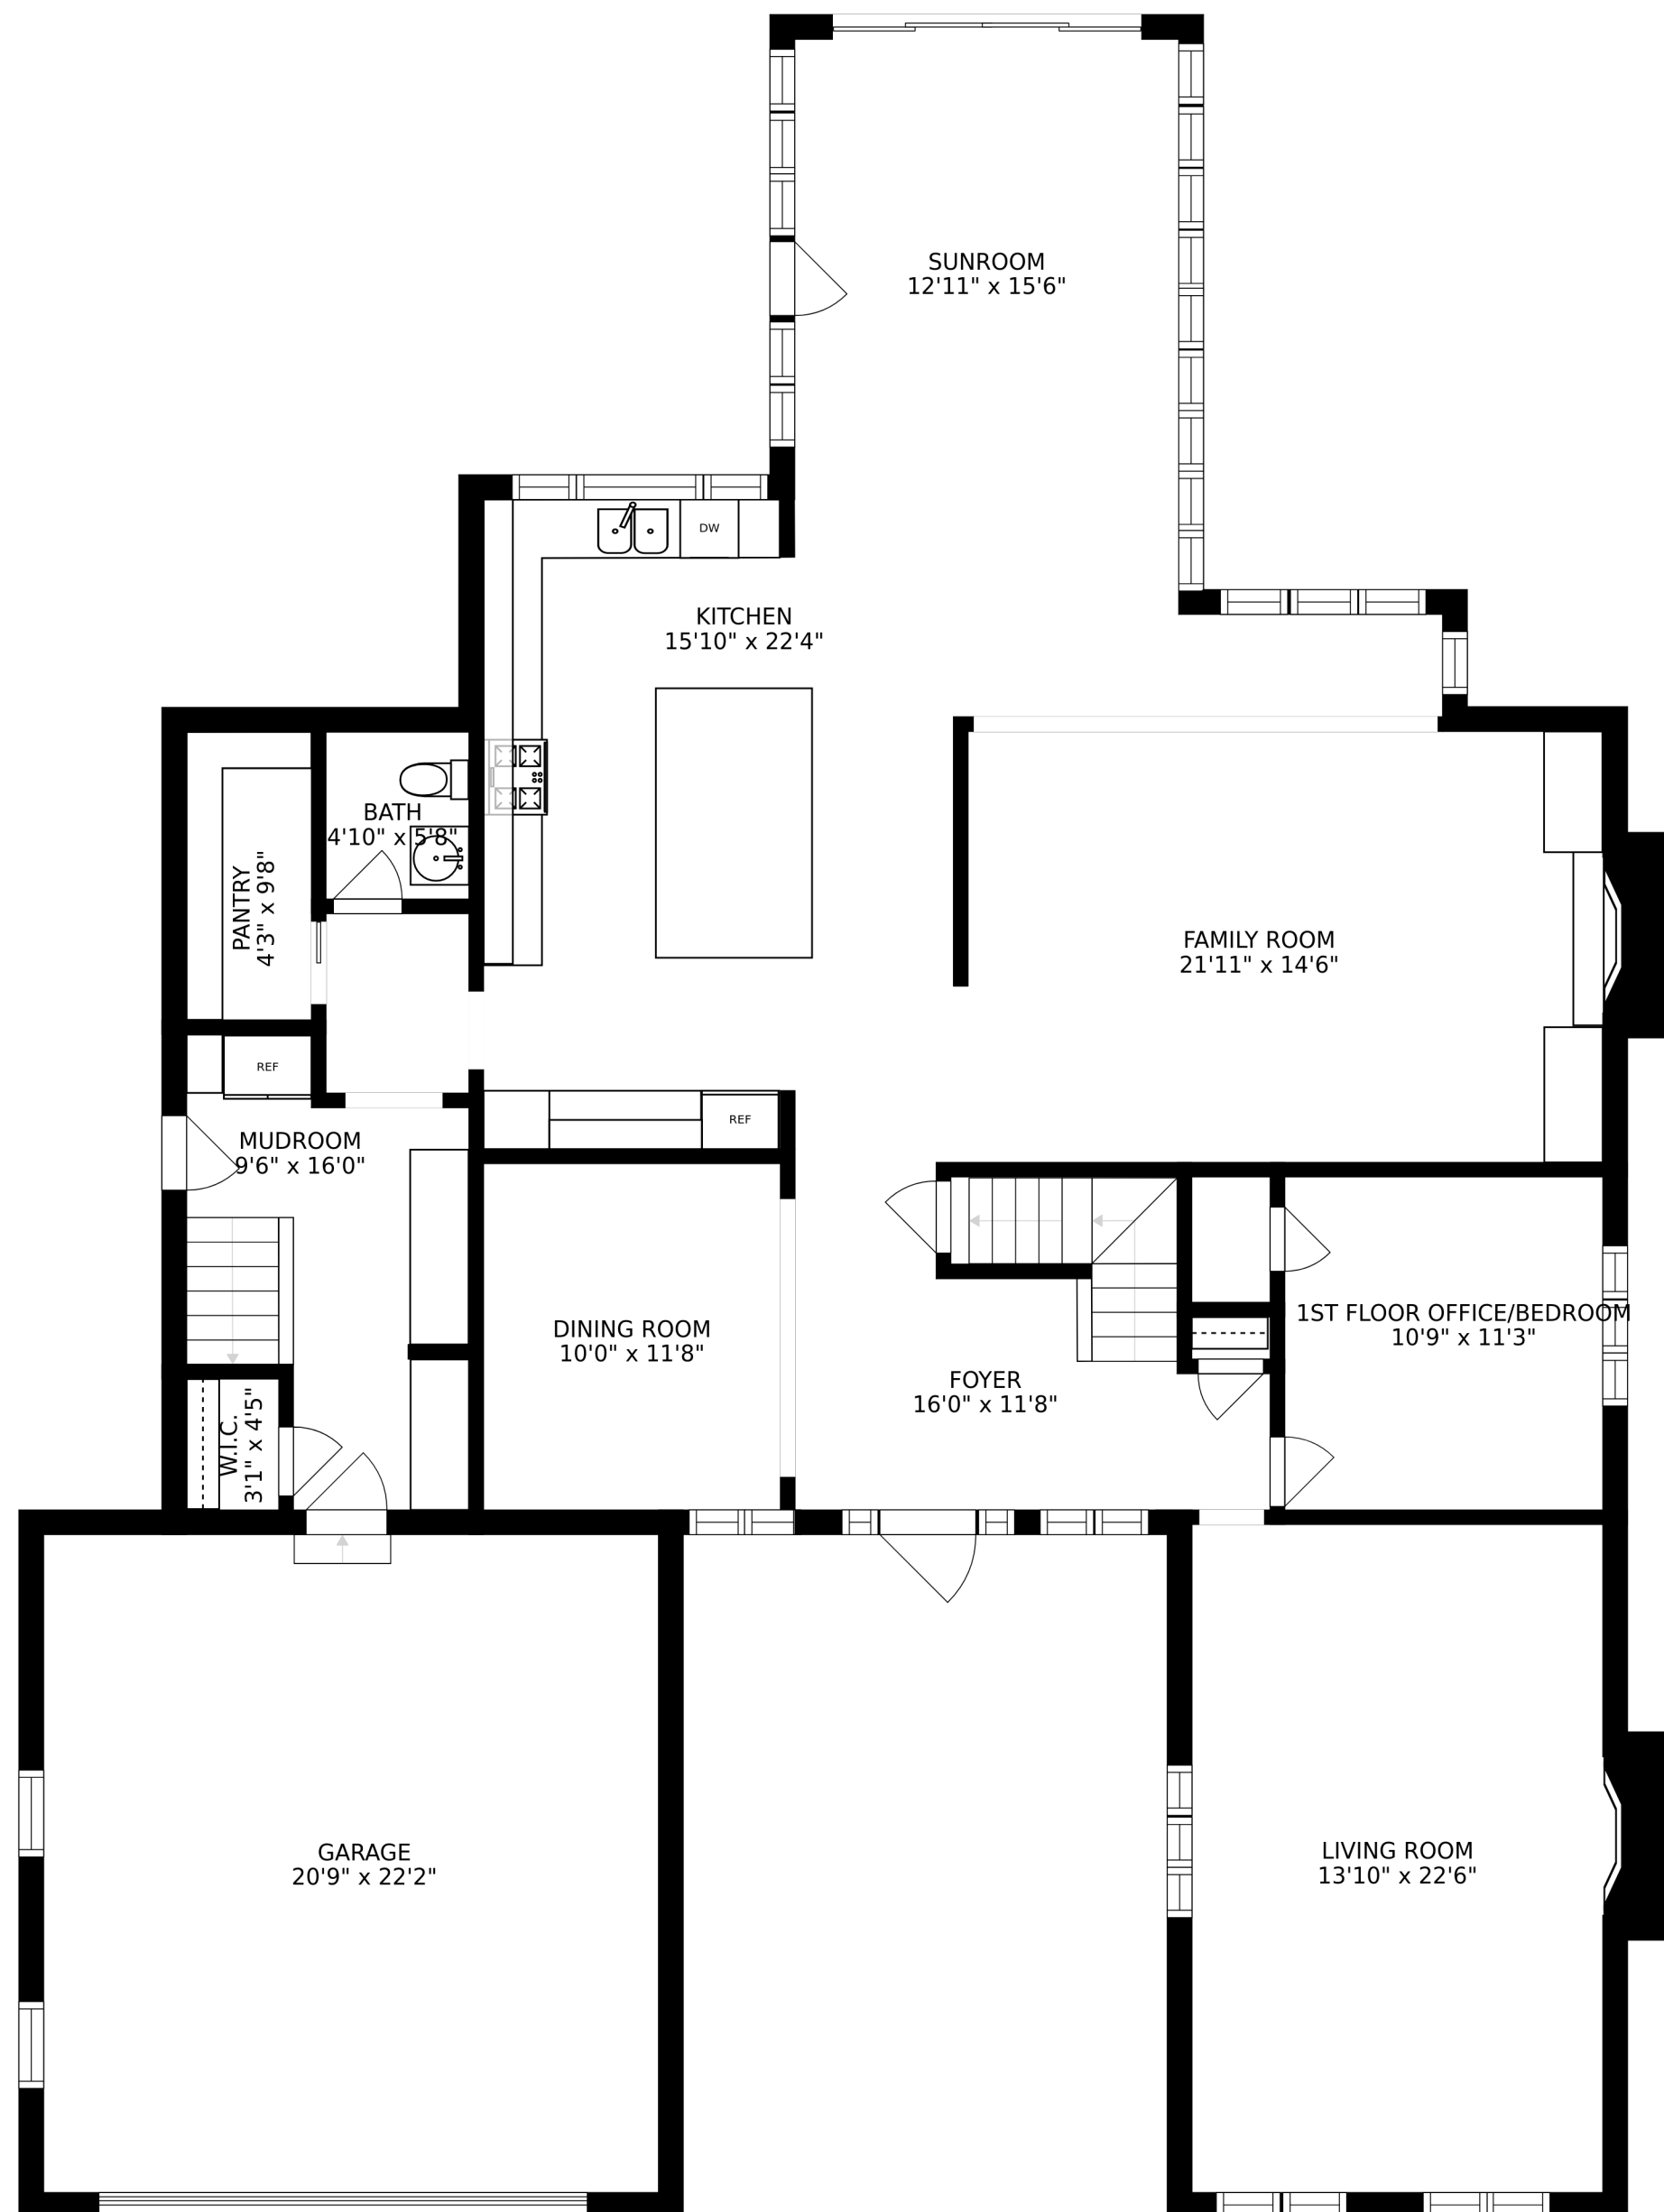 SUNROOM
12'11" x 15'6"
DW
KITCHEN
15'10" x 22'4"
BATH
4'10" x 5'8"
PANTRY
4'3" x 9'8"
FAMILY ROOM
21'11" x 14'6"
REF
REF
MUDROOM
9'6" x 16'0"
1ST FLOOR OFFICE/BEDROOM
10'9" x 11'3"
DINING ROOM
10'0" x 11'8"
FOYER
16'0" x 11'8"
W.I.C.
3'1" x 4'5"
GARAGE
20'9" x 22'2"
LIVING ROOM
13'10" x 22'6"